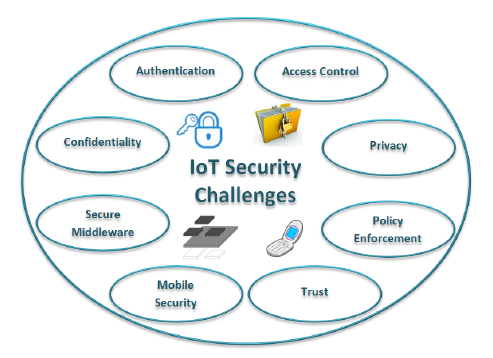 Authentication
Access Control
Confidentiality
Privacy
IoT Security
Challenges
Secure
Middleware
Policy
Enforcement
Mobile
Security
Trust